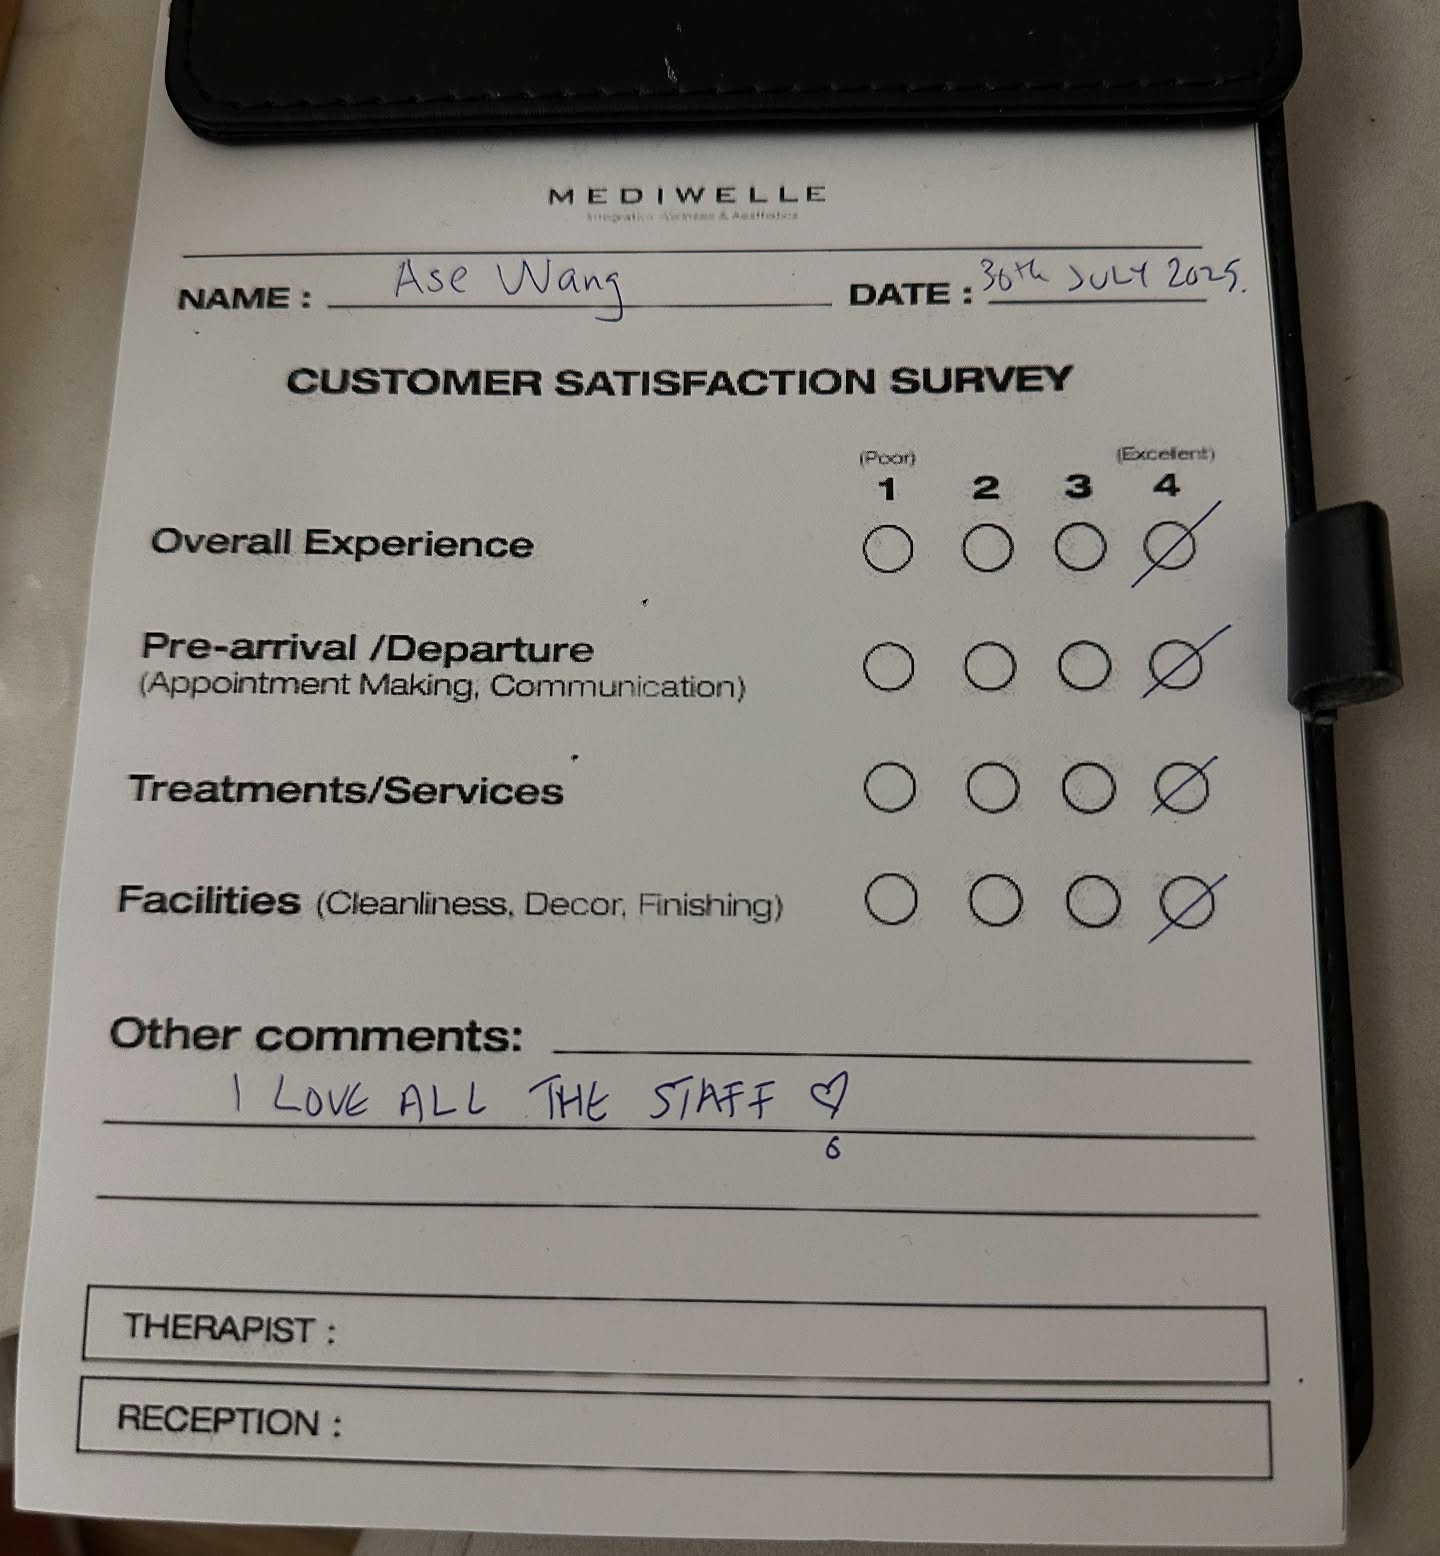 MEDIWELLE
NAME : Ase Wang DATE : 30th JULY 2025.
CUSTOMER SATISFACTION SURVEY
(Poor) (Excellent)
1 2 3 4
Overall Experience
Pre-arrival /Departure
(Appointment Making, Communication)
Treatments/Services
Facilities (Cleanliness, Decor, Finishing)
Other comments:
I LOVE ALL THE STAFF ♡
6
THERAPIST :
RECEPTION :